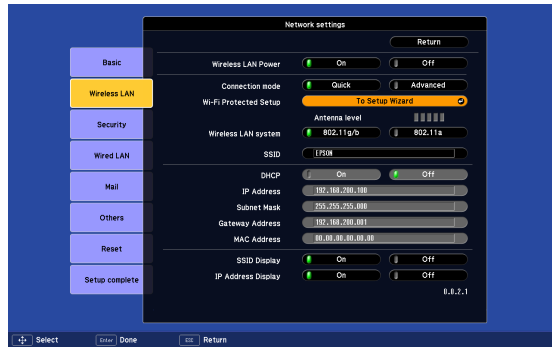 Network settings
Return
Basic
Wireless LAN Power On Off
Wireless LAN
Connection mode Quick Advanced
Wi-Fi Protected Setup To Setup Wizard
Antenna level
Security
Wireless LAN system 802.11g/b 802.11a
Wired LAN
SSID EPSON
DHCP On Off
Mail
IP Address 192.168.200.100
Subnet Mask 255.255.255.000
Others
Gateway Address 192.168.200.001
MAC Address 00.00.00.00.00.00
Reset
SSID Display On Off
Setup complete
IP Address Display On Off
0.0.2.1
Select Enter Done ESC Return